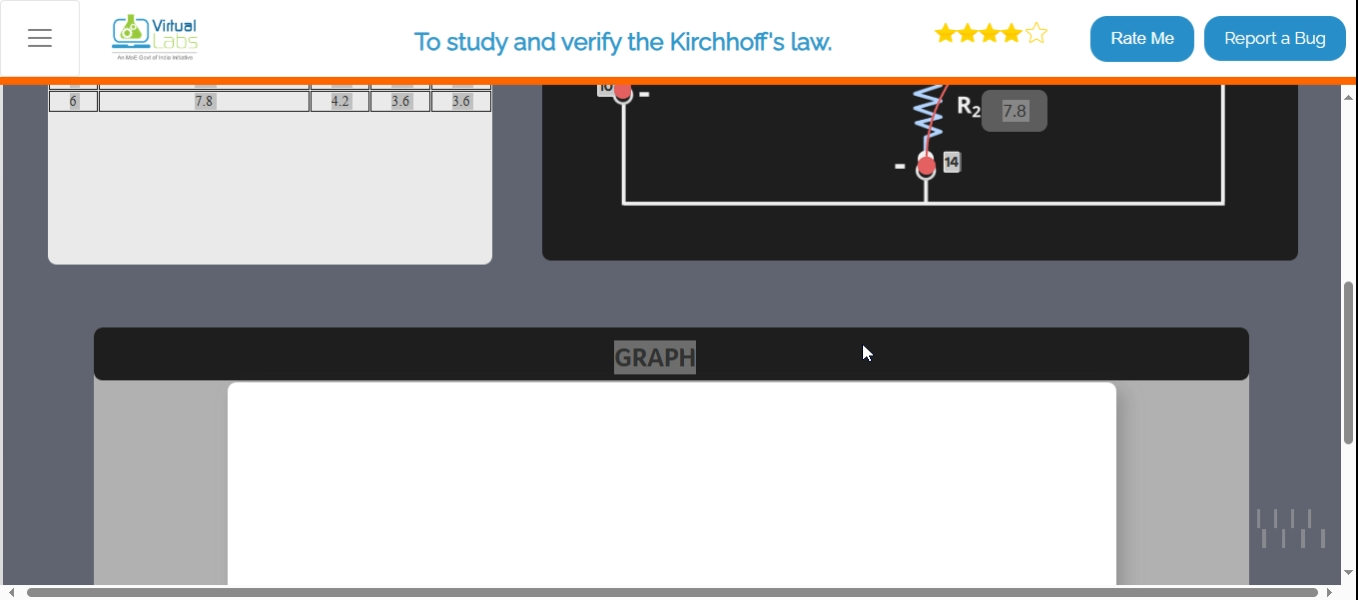 Virtual
Labs
An MoE Govt of India Initiative
To study and verify the Kirchhoff's law.
Rate Me
Report a Bug
6 7.8 4.2 3.6 3.6
10 -
R2 7.8
- 14
GRAPH